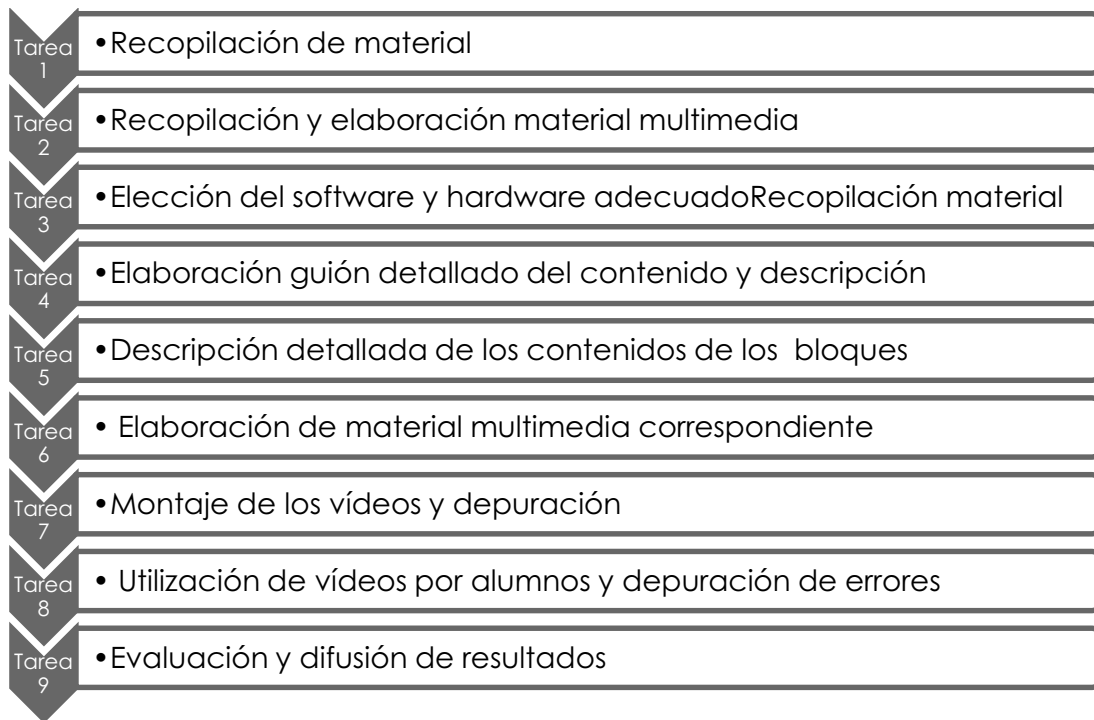 Tarea
1
•Recopilación de material
Tarea
2
•Recopilación y elaboración material multimedia
Tarea
3
•Elección del software y hardware adecuadoRecopilación material
Tarea
4
•Elaboración guión detallado del contenido y descripción
Tarea
5
•Descripción detallada de los contenidos de los bloques
Tarea
6
• Elaboración de material multimedia correspondiente
Tarea
7
•Montaje de los vídeos y depuración
Tarea
8
• Utilización de vídeos por alumnos y depuración de errores
Tarea
9
•Evaluación y difusión de resultados